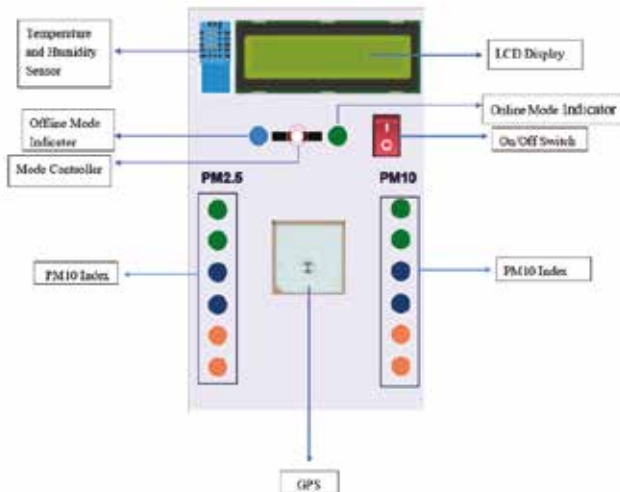 Temperature
and Humidity
Sensor
LCD Display
Online Mode Indicator
Offline Mode
Indicator
On/Off Switch
Mode Controller
PM2.5
PM10
PM10 Index
PM10 Index
GPS